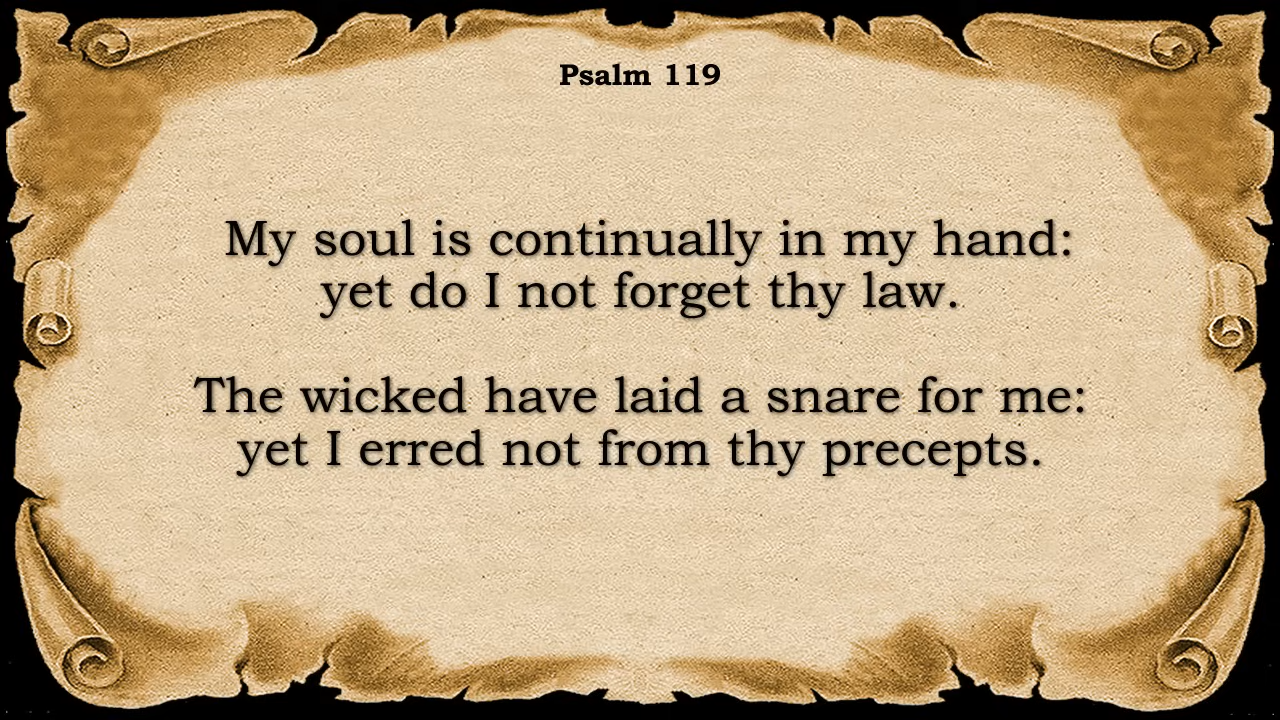 Psalm 119
My soul is continually in my hand:
yet do I not forget thy law.
The wicked have laid a snare for me:
yet I erred not from thy precepts.